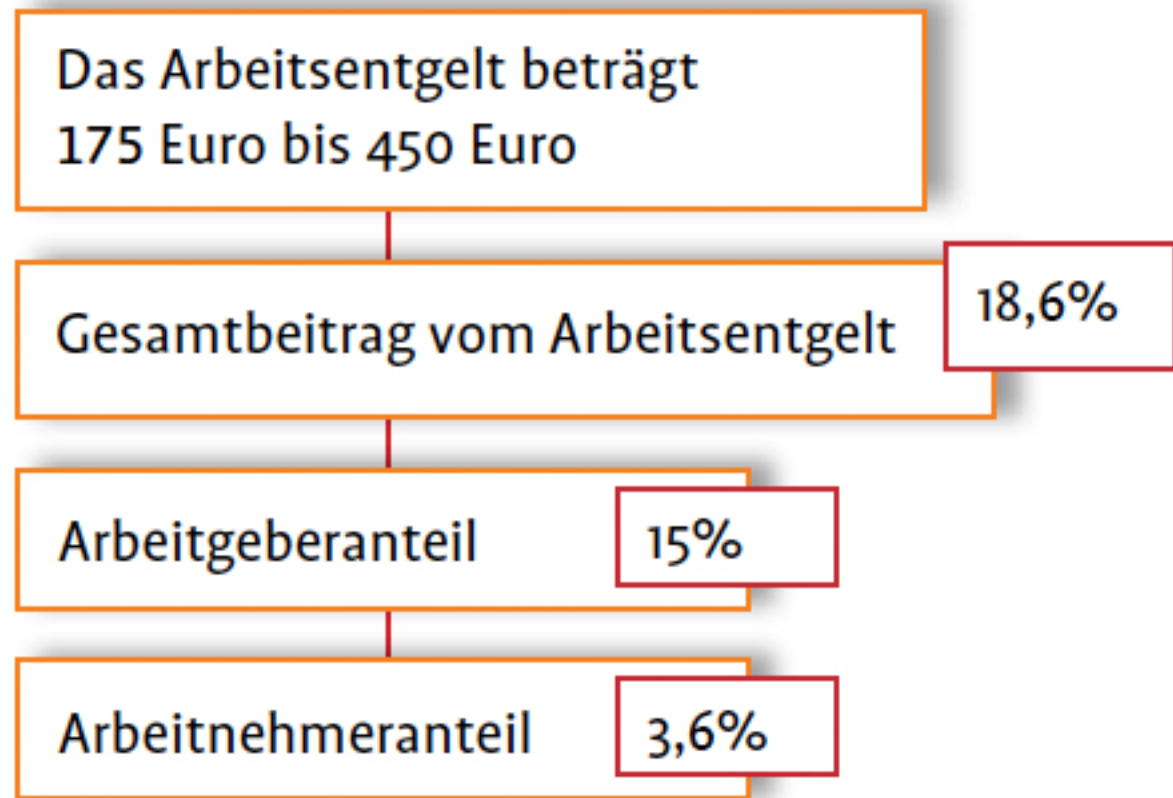 Das Arbeitsentgelt beträgt
175 Euro bis 450 Euro
Gesamtbeitrag vom Arbeitsentgelt
18,6%
Arbeitgeberanteil
15%
Arbeitnehmeranteil
3,6%